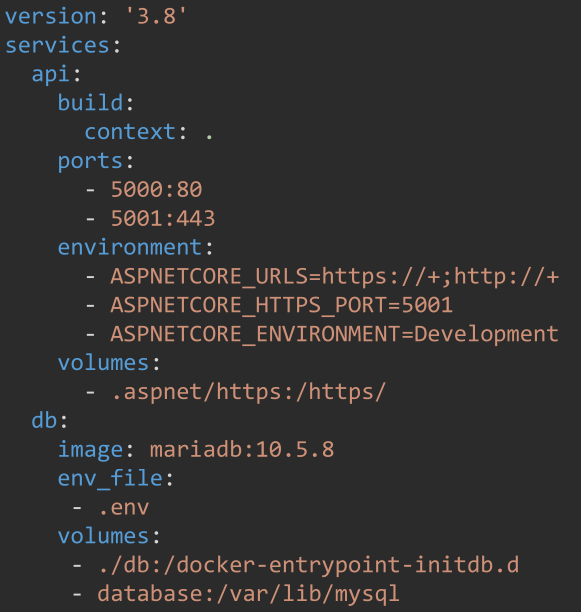 version: '3.8'
services:
  api:
    build:
      context: .
    ports:
      - 5000:80
      - 5001:443
    environment:
      - ASPNETCORE_URLS=https://+;http://+
      - ASPNETCORE_HTTPS_PORT=5001
      - ASPNETCORE_ENVIRONMENT=Development
    volumes:
      - .aspnet/https:/https/
  db:
    image: mariadb:10.5.8
    env_file:
     - .env
    volumes:
     - ./db:/docker-entrypoint-initdb.d
     - database:/var/lib/mysql